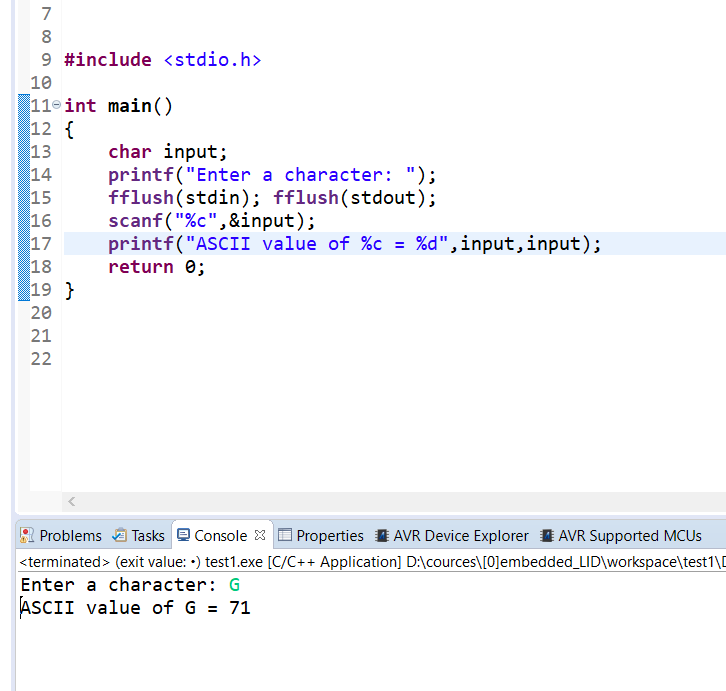 7
8
9 #include <stdio.h>
10
11 int main()
12 {
13     char input;
14     printf("Enter a character: ");
15     fflush(stdin); fflush(stdout);
16     scanf("%c",&input);
17     printf("ASCII value of %c = %d",input,input);
18     return 0;
19 }
20
21
22
Problems Tasks Console Properties AVR Device Explorer AVR Supported MCUs
<terminated> (exit value: •) test1.exe [C/C++ Application] D:\cources\[0]embedded_LID\workspace\test1\
Enter a character: G
ASCII value of G = 71